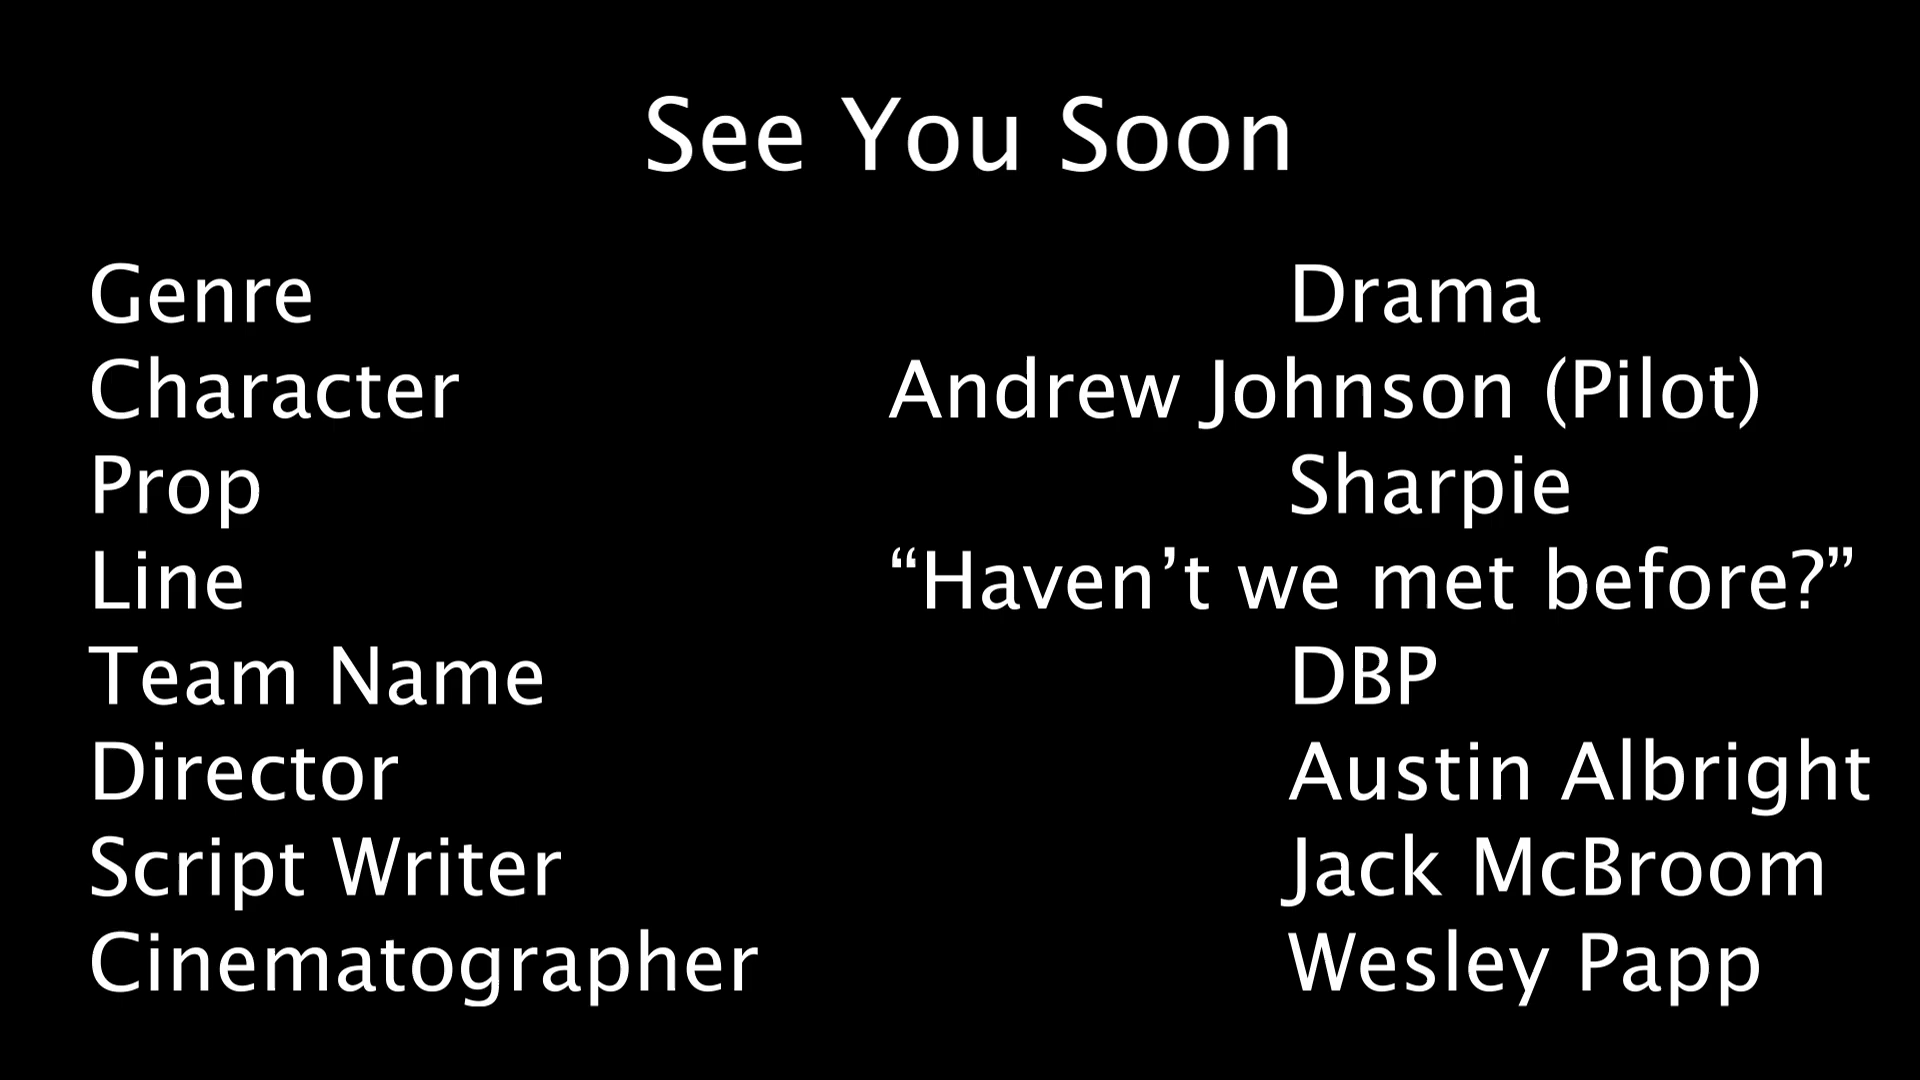 See You Soon
Genre Drama
Character Andrew Johnson (Pilot)
Prop Sharpie
Line “Haven’t we met before?”
Team Name DBP
Director Austin Albright
Script Writer Jack McBroom
Cinematographer Wesley Papp